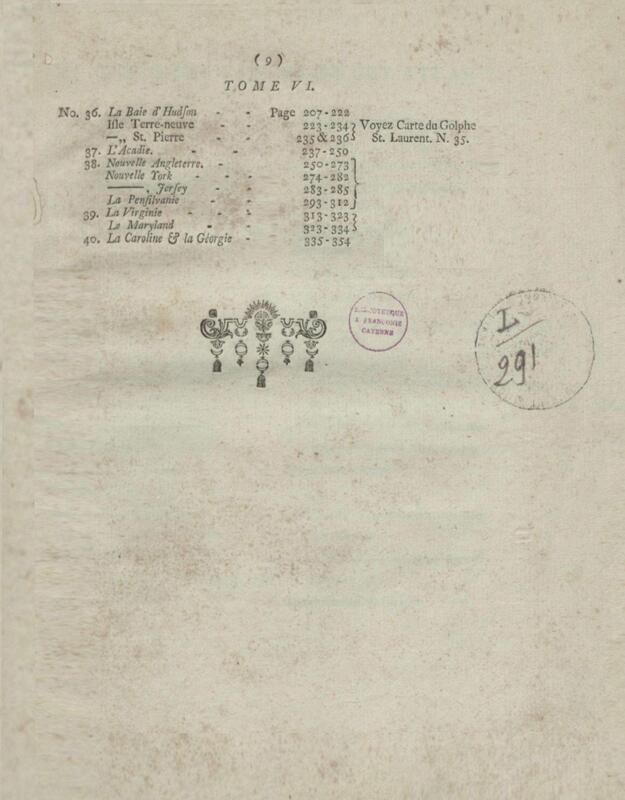 (9)
TOME VI.
No. 36. La Baie d'Hudſon - - Page 207-222
Iſle Terre-neuve - 223-234} Voyez Carte du Golphe
—,, St. Pierre - 235 & 236} St. Laurent. N. 35.
37. L'Acadie. - - 237-250
38. Nouvelle Angleterre. - - 250-273
Nouvelle York - - - 274-282
——, Jerſey - - 283-285
La Penſilvanie - - 293-312
39. La Virginie - - - 313-323
Le Maryland - - 323-334
40. La Caroline & la Géorgie - 335-354
BIBLIOTHEQUE
A. FRANCONIE
CAYENNE
L
291